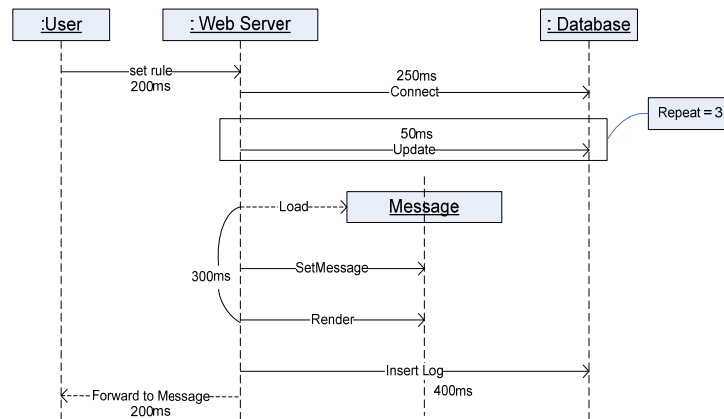 :User
: Web Server
: Database
set rule
200ms
250ms
Connect
Repeat = 3
50ms
Update
Load
Message
SetMessage
300ms
Render
Insert Log
400ms
Forward to Message
200ms